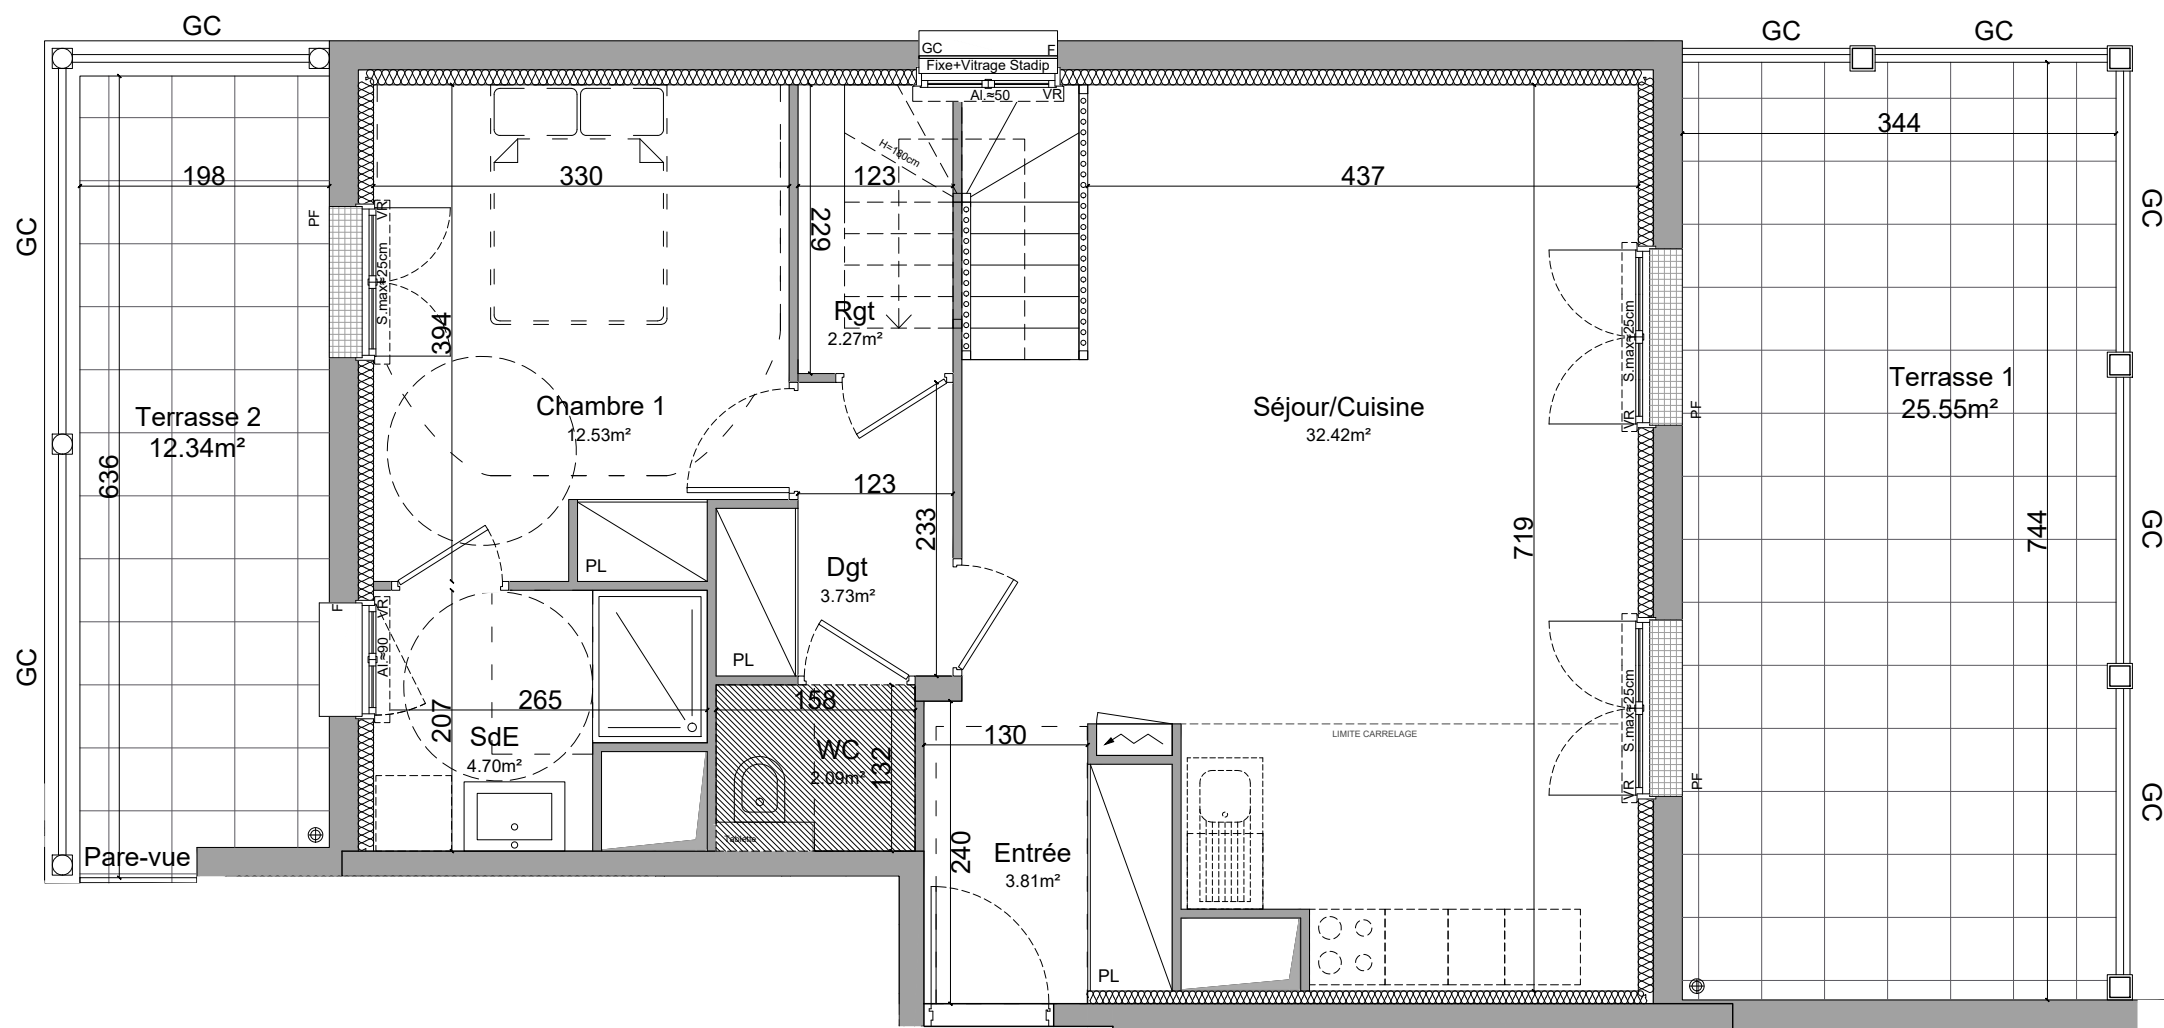 GC
GC
GC
GC
F
Fixe+Vitrage Stadip
Al.≈50
VR
344
198
330
123
437
H=180cm
PF
VR
S.max≈25cm
GC
GC
229
394
Rgt
2.27m²
S.max≈25cm
VR
PF
Terrasse 2
12.34m²
Chambre 1
12.53m²
Séjour/Cuisine
32.42m²
Terrasse 1
25.55m²
636
123
233
719
744
GC
PL
Dgt
3.73m²
F
VR
Al.≈90
PL
GC
265
207
158
SdE
4.70m²
WC
2.09m²
132
130
LIMITE CARRELAGE
S.max≈25cm
VR
PF
GC
Tablette
Pare-vue
240
Entrée
3.81m²
PL